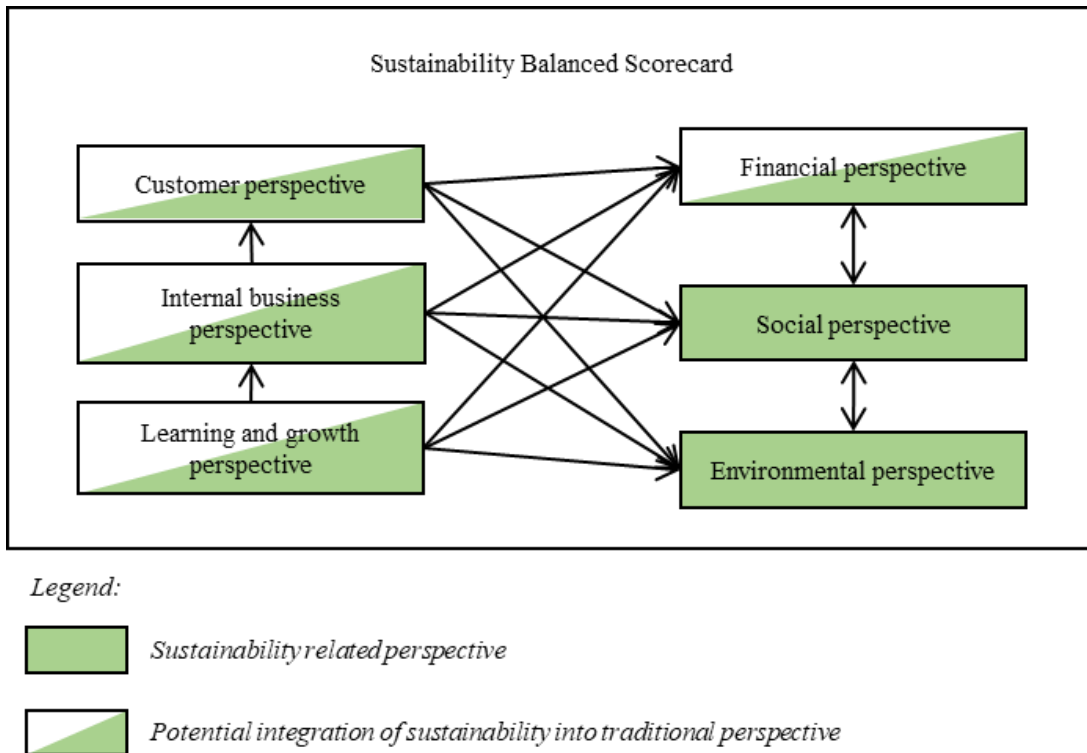 Sustainability Balanced Scorecard
Customer perspective
Internal business
perspective
Learning and growth
perspective
Financial perspective
Social perspective
Environmental perspective
Legend:
Sustainability related perspective
Potential integration of sustainability into traditional perspective